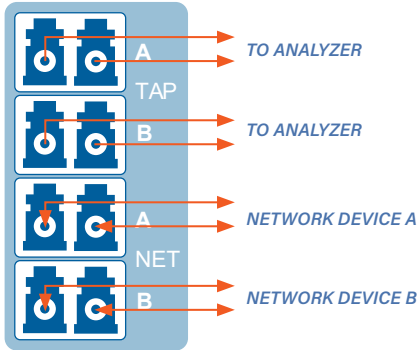 A TO ANALYZER
TAP
B TO ANALYZER
A NETWORK DEVICE A
NET
B NETWORK DEVICE B